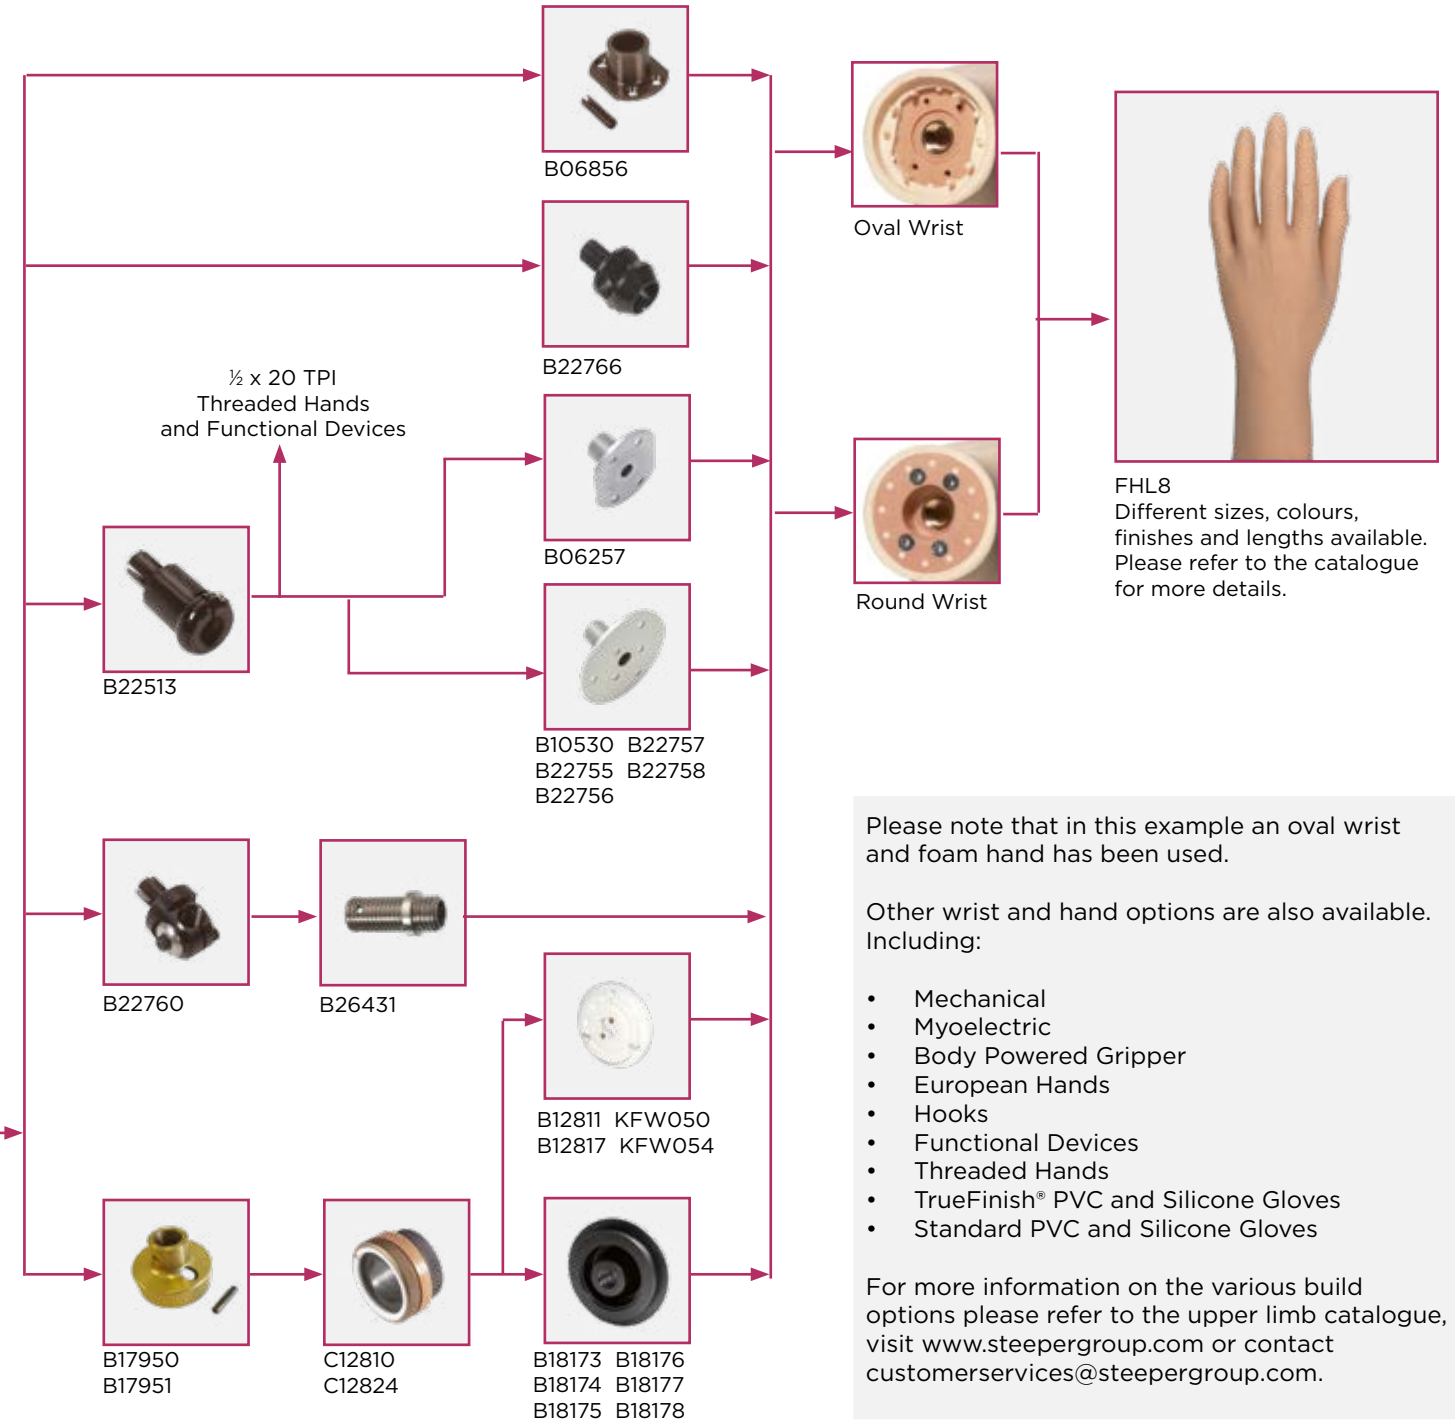 B06856
Oval Wrist
B22766
½ x 20 TPI
Threaded Hands
and Functional Devices
B06257
FHL8
Different sizes, colours,
finishes and lengths available.
Please refer to the catalogue
for more details.
Round Wrist
B22513
B10530 B22757
B22755 B22758
B22756
B22760
B26431
B12811 KFW050
B12817 KFW054
B17950
B17951
C12810
C12824
B18173 B18176
B18174 B18177
B18175 B18178
Please note that in this example an oval wrist
and foam hand has been used.
Other wrist and hand options are also available.
Including:
• Mechanical
• Myoelectric
• Body Powered Gripper
• European Hands
• Hooks
• Functional Devices
• Threaded Hands
• TrueFinish® PVC and Silicone Gloves
• Standard PVC and Silicone Gloves
For more information on the various build
options please refer to the upper limb catalogue,
visit www.steepergroup.com or contact
customerservices@steepergroup.com.